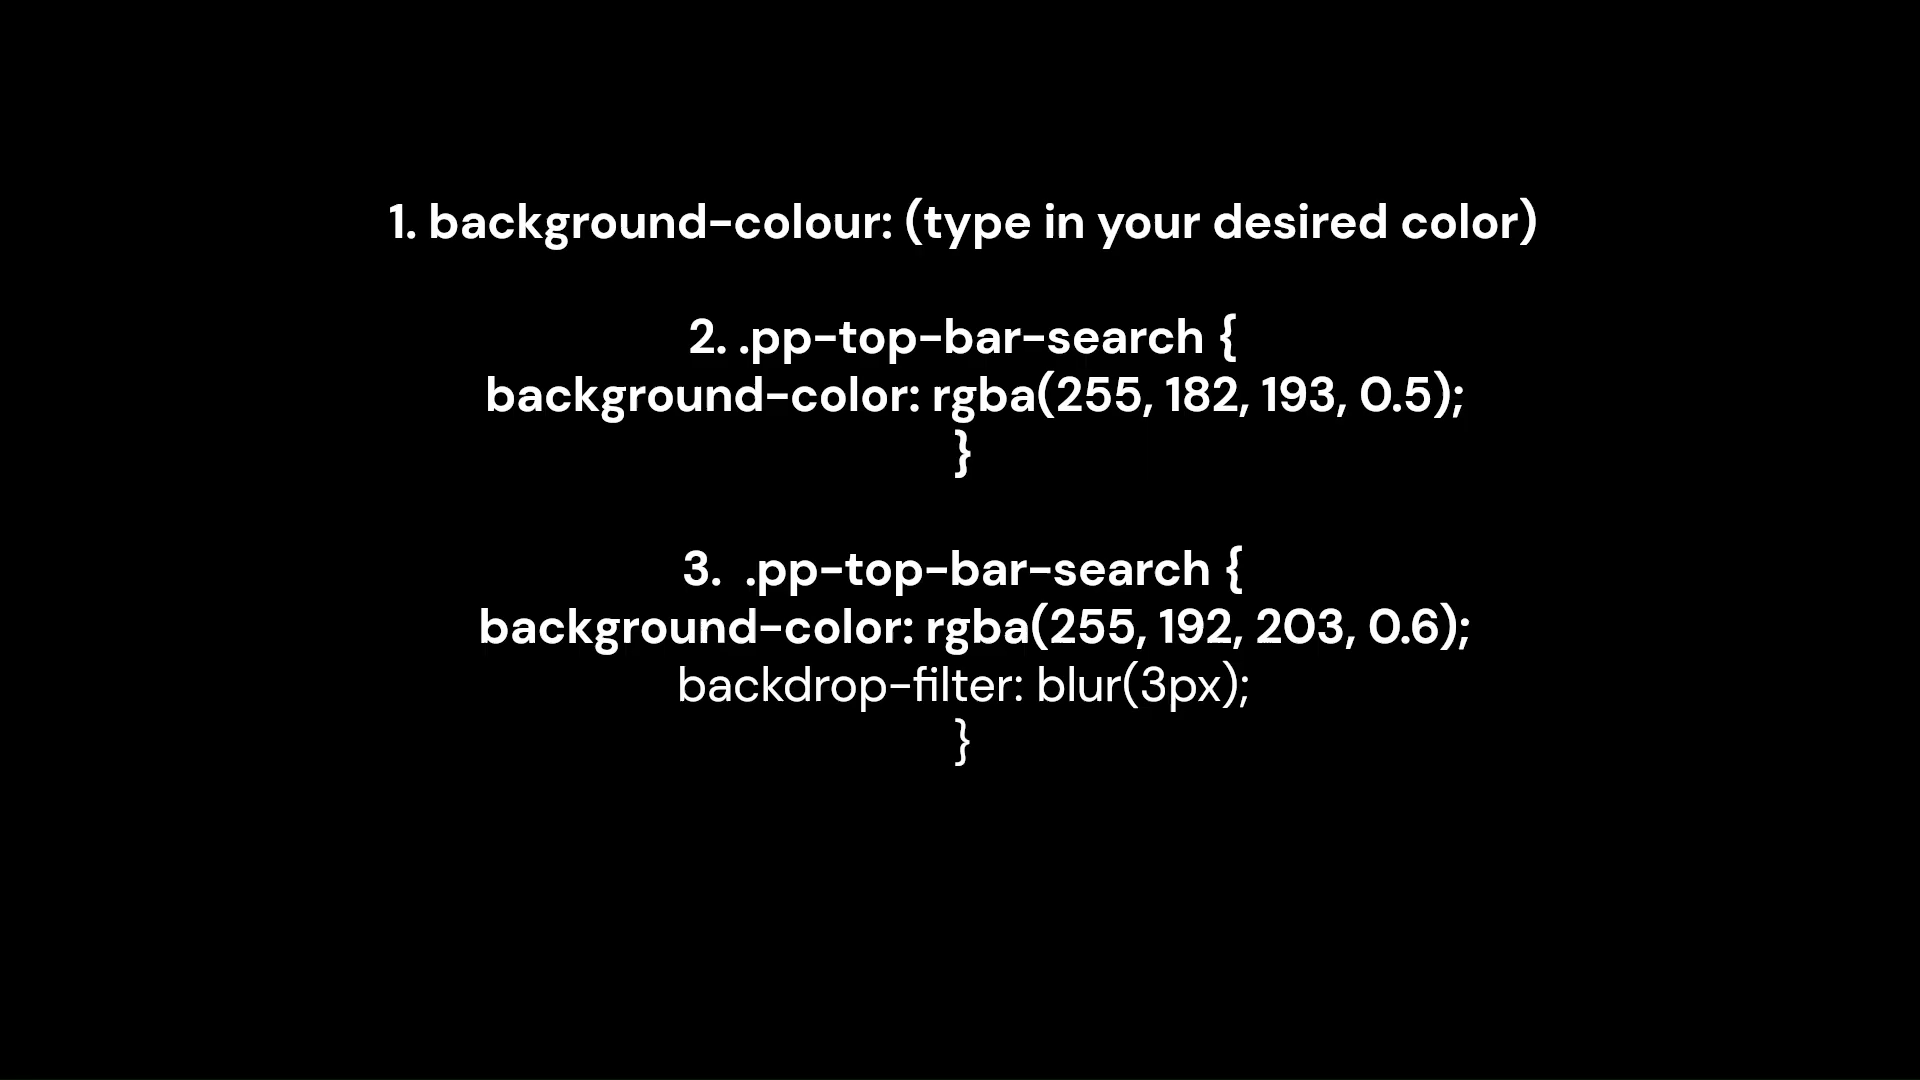 1. background-colour: (type in your desired color)
2. .pp-top-bar-search {
background-color: rgba(255, 182, 193, 0.5);
}
3.  .pp-top-bar-search {
background-color: rgba(255, 192, 203, 0.6);
backdrop-filter: blur(3px);
}